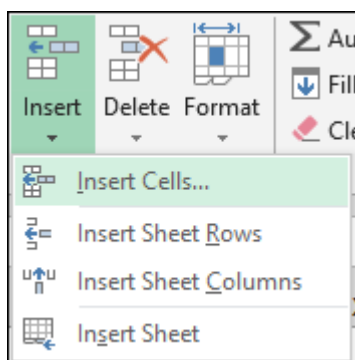 Insert Delete Format
Au
Fill
Cle
Insert Cells...
Insert Sheet Rows
Insert Sheet Columns
Insert Sheet